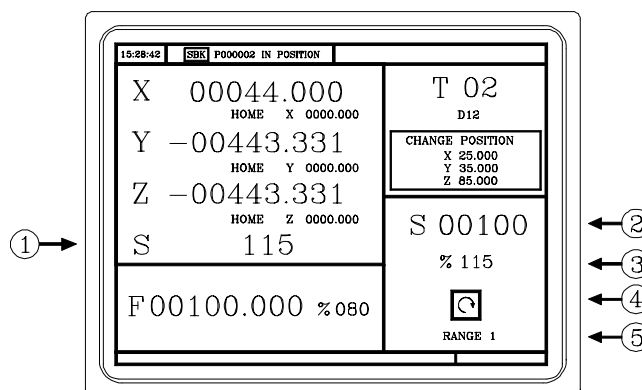 15:28:42 SBK P000002 IN POSITION
X 00044.000
HOME X 0000.000
Y -00443.331
HOME Y 0000.000
Z -00443.331
HOME Z 0000.000
S 115
F00100.000 %080
T 02
D12
CHANGE POSITION
X 25.000
Y 35.000
Z 85.000
S 00100
% 115
RANGE 1
1
2
3
4
5